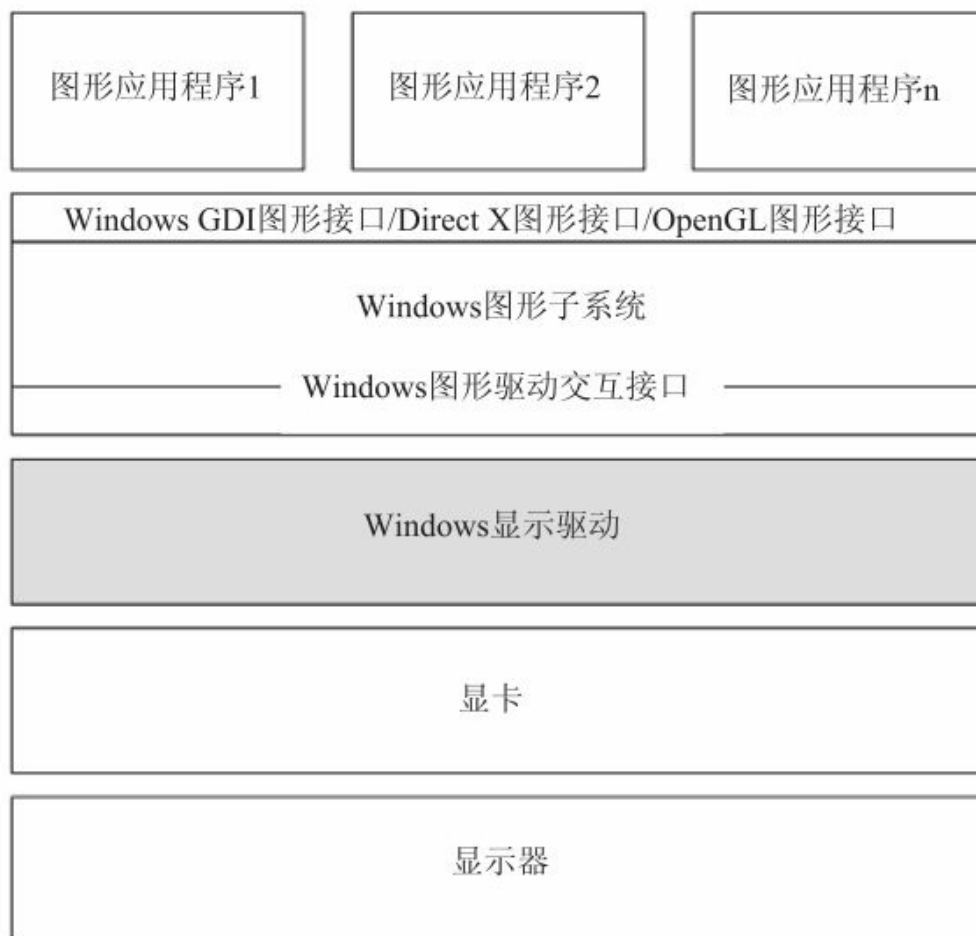 图形应用程序1
图形应用程序2
图形应用程序n
Windows GDI图形接口/Direct X图形接口/OpenGL图形接口
Windows图形子系统
Windows图形驱动交互接口
Windows显示驱动
显卡
显示器